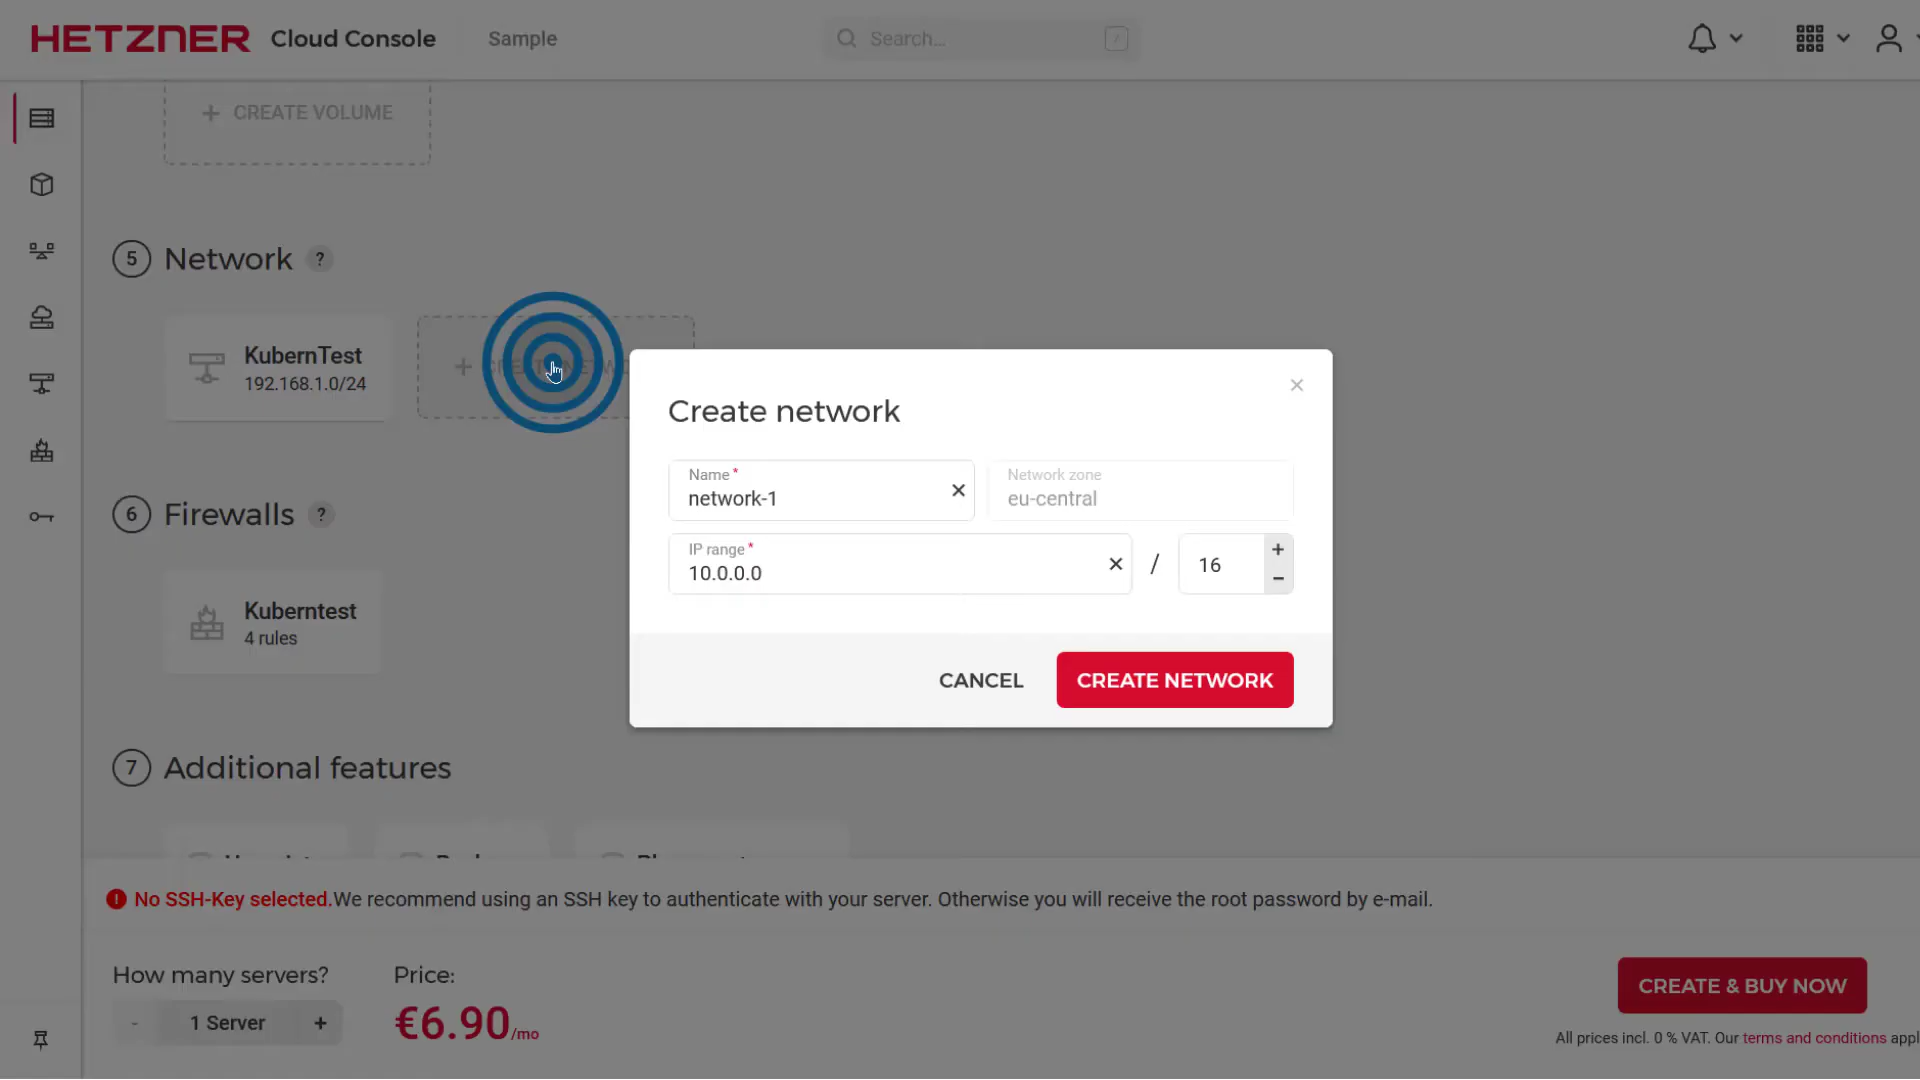 HETZNER Cloud Console Sample Search... /
+ CREATE VOLUME
5 Network ?
KubernTest
192.168.1.0/24
Create network
Name *
network-1
Network zone
eu-central
IP range *
10.0.0.0
/ 16 + -
CANCEL CREATE NETWORK
6 Firewalls ?
Kuberntest
4 rules
7 Additional features
! No SSH-Key selected.We recommend using an SSH key to authenticate with your server. Otherwise you will receive the root password by e-mail.
How many servers?
- 1 Server +
Price:
€6.90/mo
CREATE & BUY NOW
All prices incl. 0 % VAT. Our terms and conditions appl